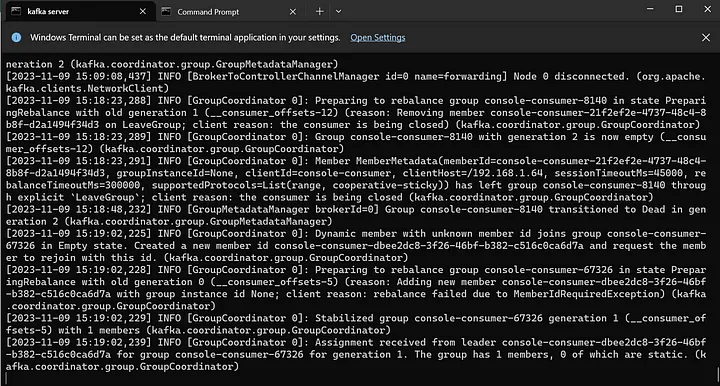 kafka server
Command Prompt
Windows Terminal can be set as the default terminal application in your settings. Open Settings
neration 2 (kafka.coordinator.group.GroupMetadataManager)
[2023-11-09 15:09:08,437] INFO [BrokerToControllerChannelManager id=0 name=forwarding] Node 0 disconnected. (org.apache.
kafka.clients.NetworkClient)
[2023-11-09 15:18:23,288] INFO [GroupCoordinator 0]: Preparing to rebalance group console-consumer-8140 in state Prepari
ngRebalance with old generation 1 (__consumer_offsets-12) (reason: Removing member console-consumer-21f2ef2e-4737-48c4-8
b8f-d2a1494f34d3 on LeaveGroup; client reason: the consumer is being closed) (kafka.coordinator.group.GroupCoordinator)
[2023-11-09 15:18:23,289] INFO [GroupCoordinator 0]: Group console-consumer-8140 with generation 2 is now empty (__consu
mer_offsets-12) (kafka.coordinator.group.GroupCoordinator)
[2023-11-09 15:18:23,291] INFO [GroupCoordinator 0]: Member MemberMetadata(memberId=console-consumer-21f2ef2e-4737-48c4-
8b8f-d2a1494f34d3, groupInstanceId=None, clientId=console-consumer, clientHost=/192.168.1.64, sessionTimeoutMs=45000, re
balanceTimeoutMs=300000, supportedProtocols=List(range, cooperative-sticky)) has left group console-consumer-8140 throug
h explicit `LeaveGroup`; client reason: the consumer is being closed (kafka.coordinator.group.GroupCoordinator)
[2023-11-09 15:18:48,232] INFO [GroupMetadataManager brokerId=0] Group console-consumer-8140 transitioned to Dead in gen
eration 2 (kafka.coordinator.group.GroupMetadataManager)
[2023-11-09 15:19:02,225] INFO [GroupCoordinator 0]: Dynamic member with unknown member id joins group console-consumer-
67326 in Empty state. Created a new member id console-consumer-dbee2dc8-3f26-46bf-b382-c516c0ca6d7a and request the memb
er to rejoin with this id. (kafka.coordinator.group.GroupCoordinator)
[2023-11-09 15:19:02,228] INFO [GroupCoordinator 0]: Preparing to rebalance group console-consumer-67326 in state Prepar
ingRebalance with old generation 0 (__consumer_offsets-5) (reason: Adding new member console-consumer-dbee2dc8-3f26-46bf
-b382-c516c0ca6d7a with group instance id None; client reason: rebalance failed due to MemberIdRequiredException) (kafka
.coordinator.group.GroupCoordinator)
[2023-11-09 15:19:02,229] INFO [GroupCoordinator 0]: Stabilized group console-consumer-67326 generation 1 (__consumer_of
fsets-5) with 1 members (kafka.coordinator.group.GroupCoordinator)
[2023-11-09 15:19:02,239] INFO [GroupCoordinator 0]: Assignment received from leader console-consumer-dbee2dc8-3f26-46bf
-b382-c516c0ca6d7a for group console-consumer-67326 for generation 1. The group has 1 members, 0 of which are static. (k
afka.coordinator.group.GroupCoordinator)